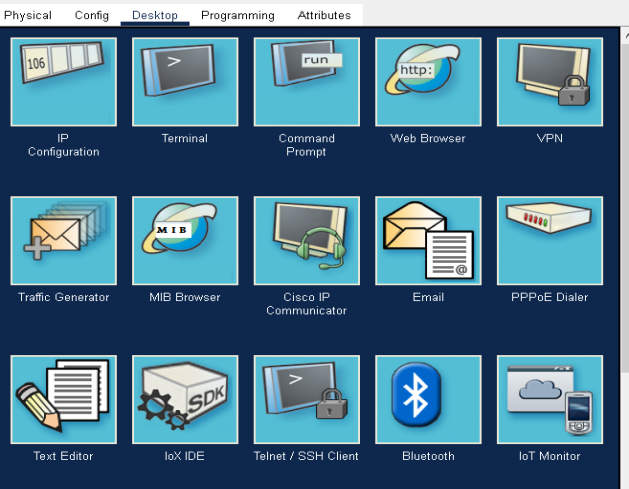 Physical Config Desktop Programming Attributes
106
>
run
http:
IP
Configuration
Terminal
Command
Prompt
Web Browser
VPN
MIB
@
Traffic Generator
MIB Browser
Cisco IP
Communicator
Email
PPPoE Dialer
SDK
>
Text Editor
IoX IDE
Telnet / SSH Client
Bluetooth
IoT Monitor